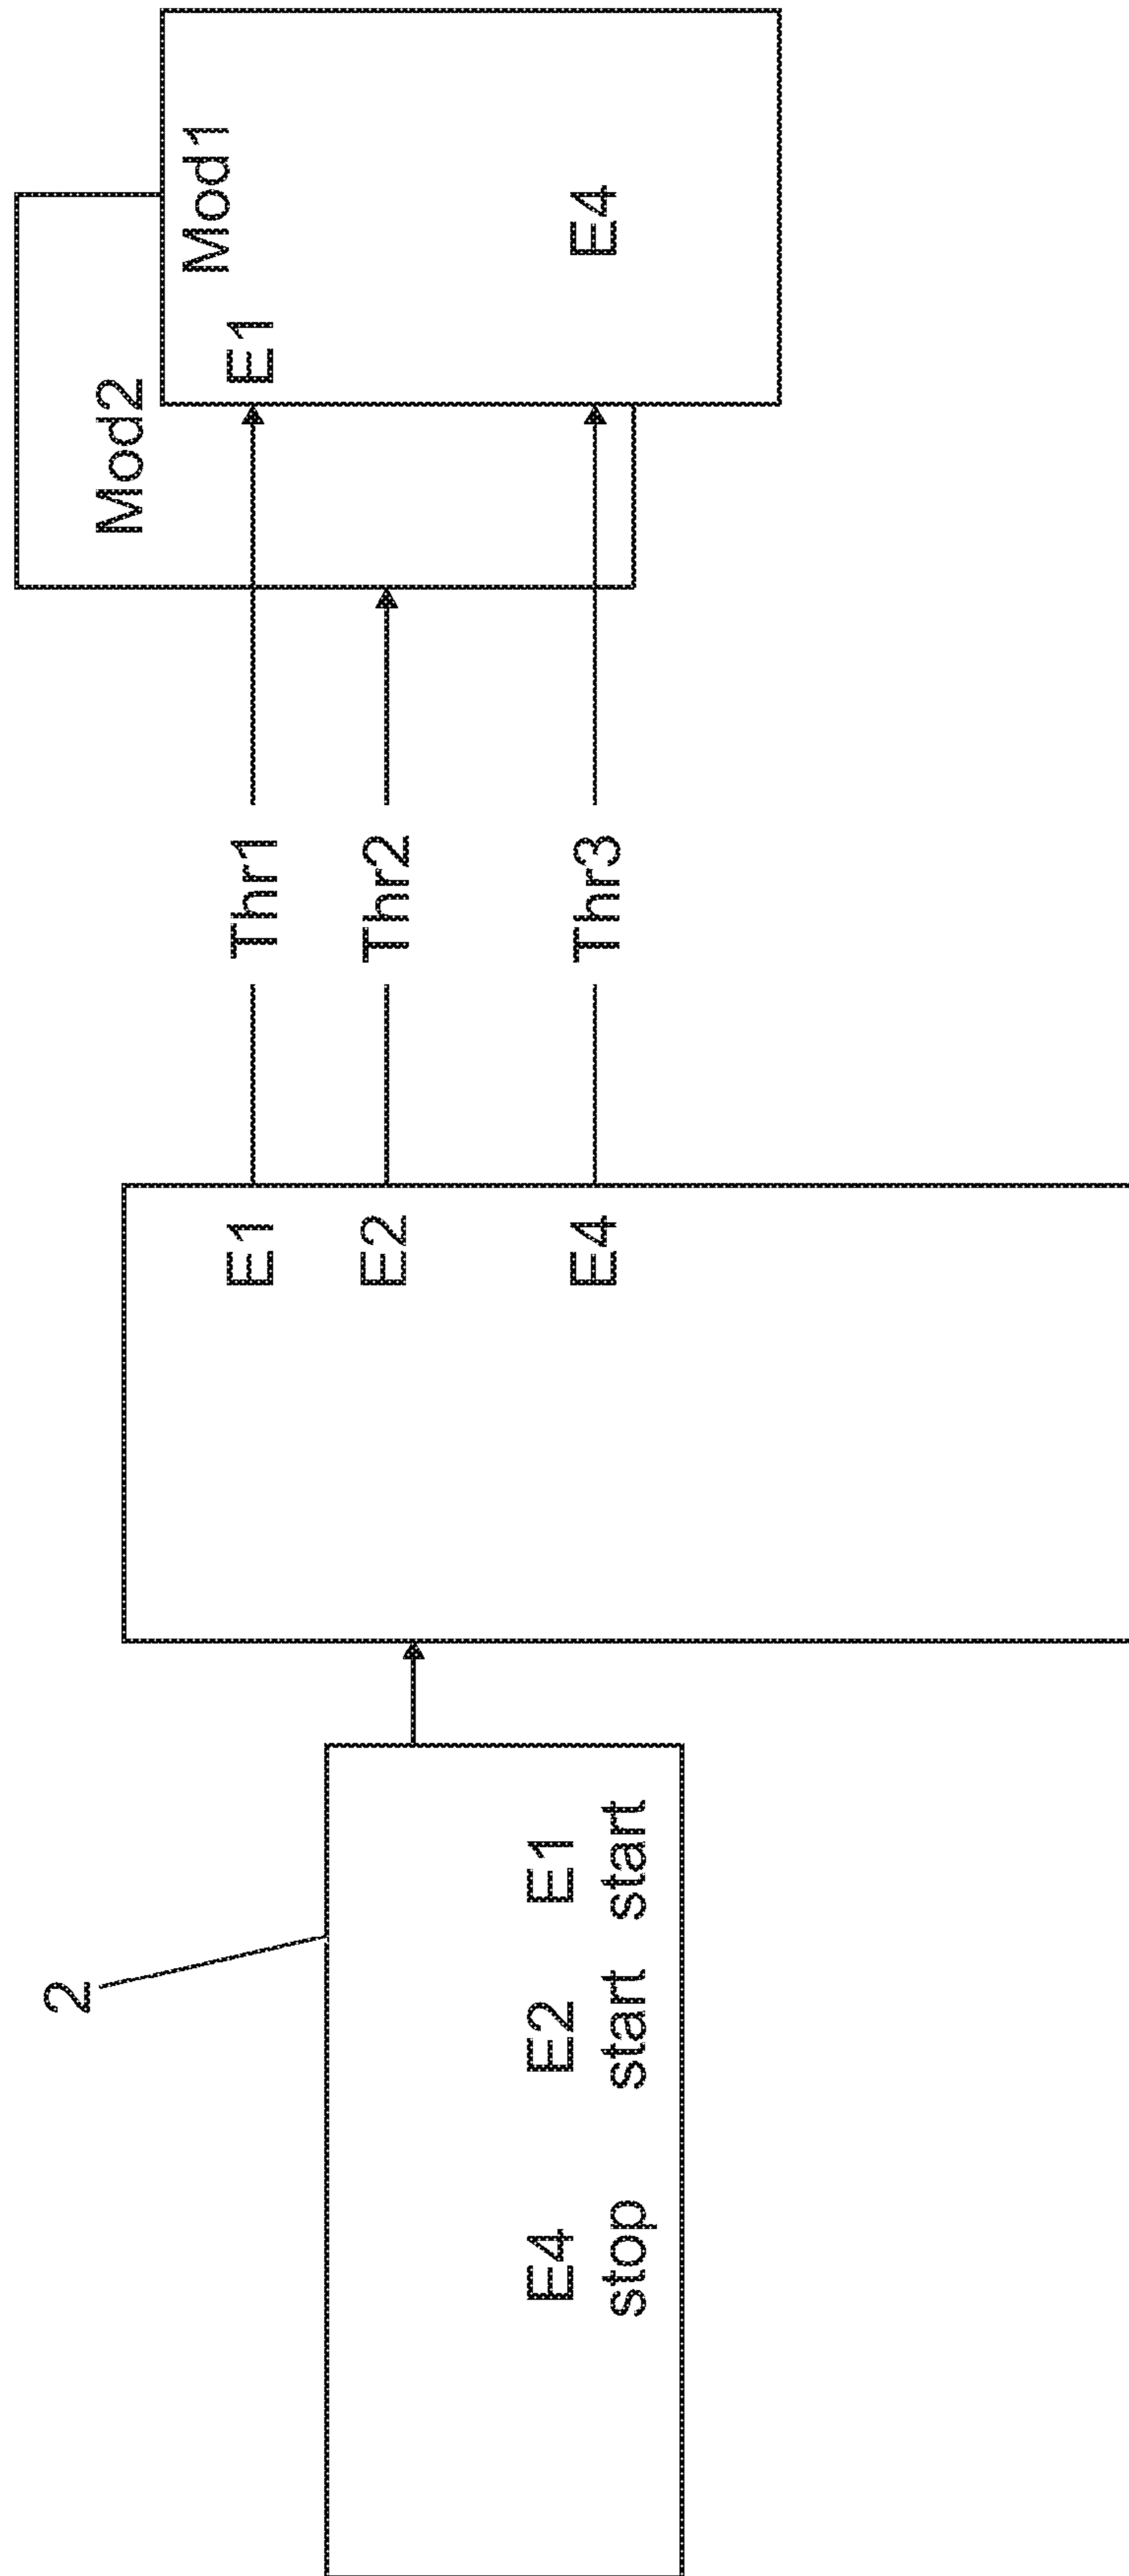 2
E4 E2 E1
stop start start
E1
E2
E4
Thr1
Thr2
Thr3
Mod2
Mod1
E1
E4